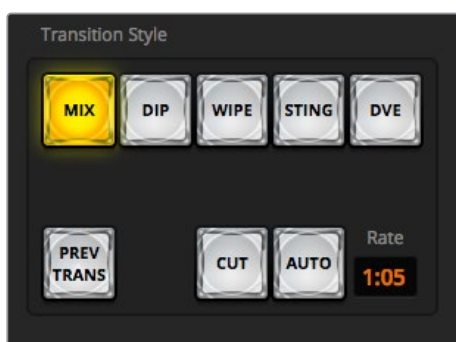 Transition Style
MIX DIP WIPE STING DVE
PREV
TRANS
CUT AUTO
Rate
1:05